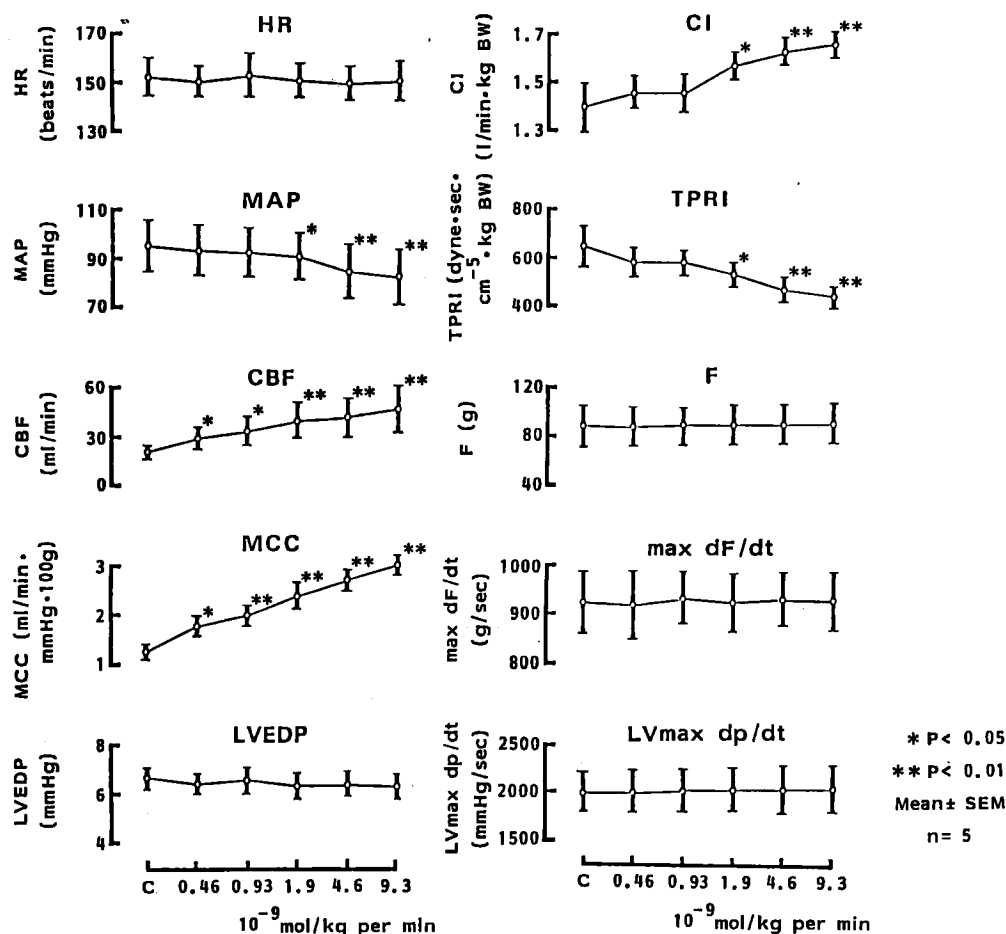 HR
HR
(beats/min)
170
150
130
CI
CI
(l/min·kg BW)
1.7
1.5
1.3
*
**
**
MAP
MAP
(mmHg)
110
90
70
*
**
**
TPRI
TPRI (dyne·sec·
cm-5·kg BW)
800
600
400
*
**
**
CBF
CBF
(ml/min)
60
30
0
*
*
**
**
**
F
F (g)
120
80
40
MCC
MCC (ml/min·
mmHg·100g)
3
2
1
*
**
**
**
**
max dF/dt
max dF/dt
(g/sec)
1000
900
800
LVEDP
LVEDP
(mmHg)
8
6
4
C 0.46 0.93 1.9 4.6 9.3
10-9 mol/kg per min
LVmax dp/dt
LVmax dp/dt
(mmHg/sec)
2500
2000
1500
C 0.46 0.93 1.9 4.6 9.3
10-9 mol/kg per min
* P< 0.05
** P< 0.01
Mean± SEM
n= 5